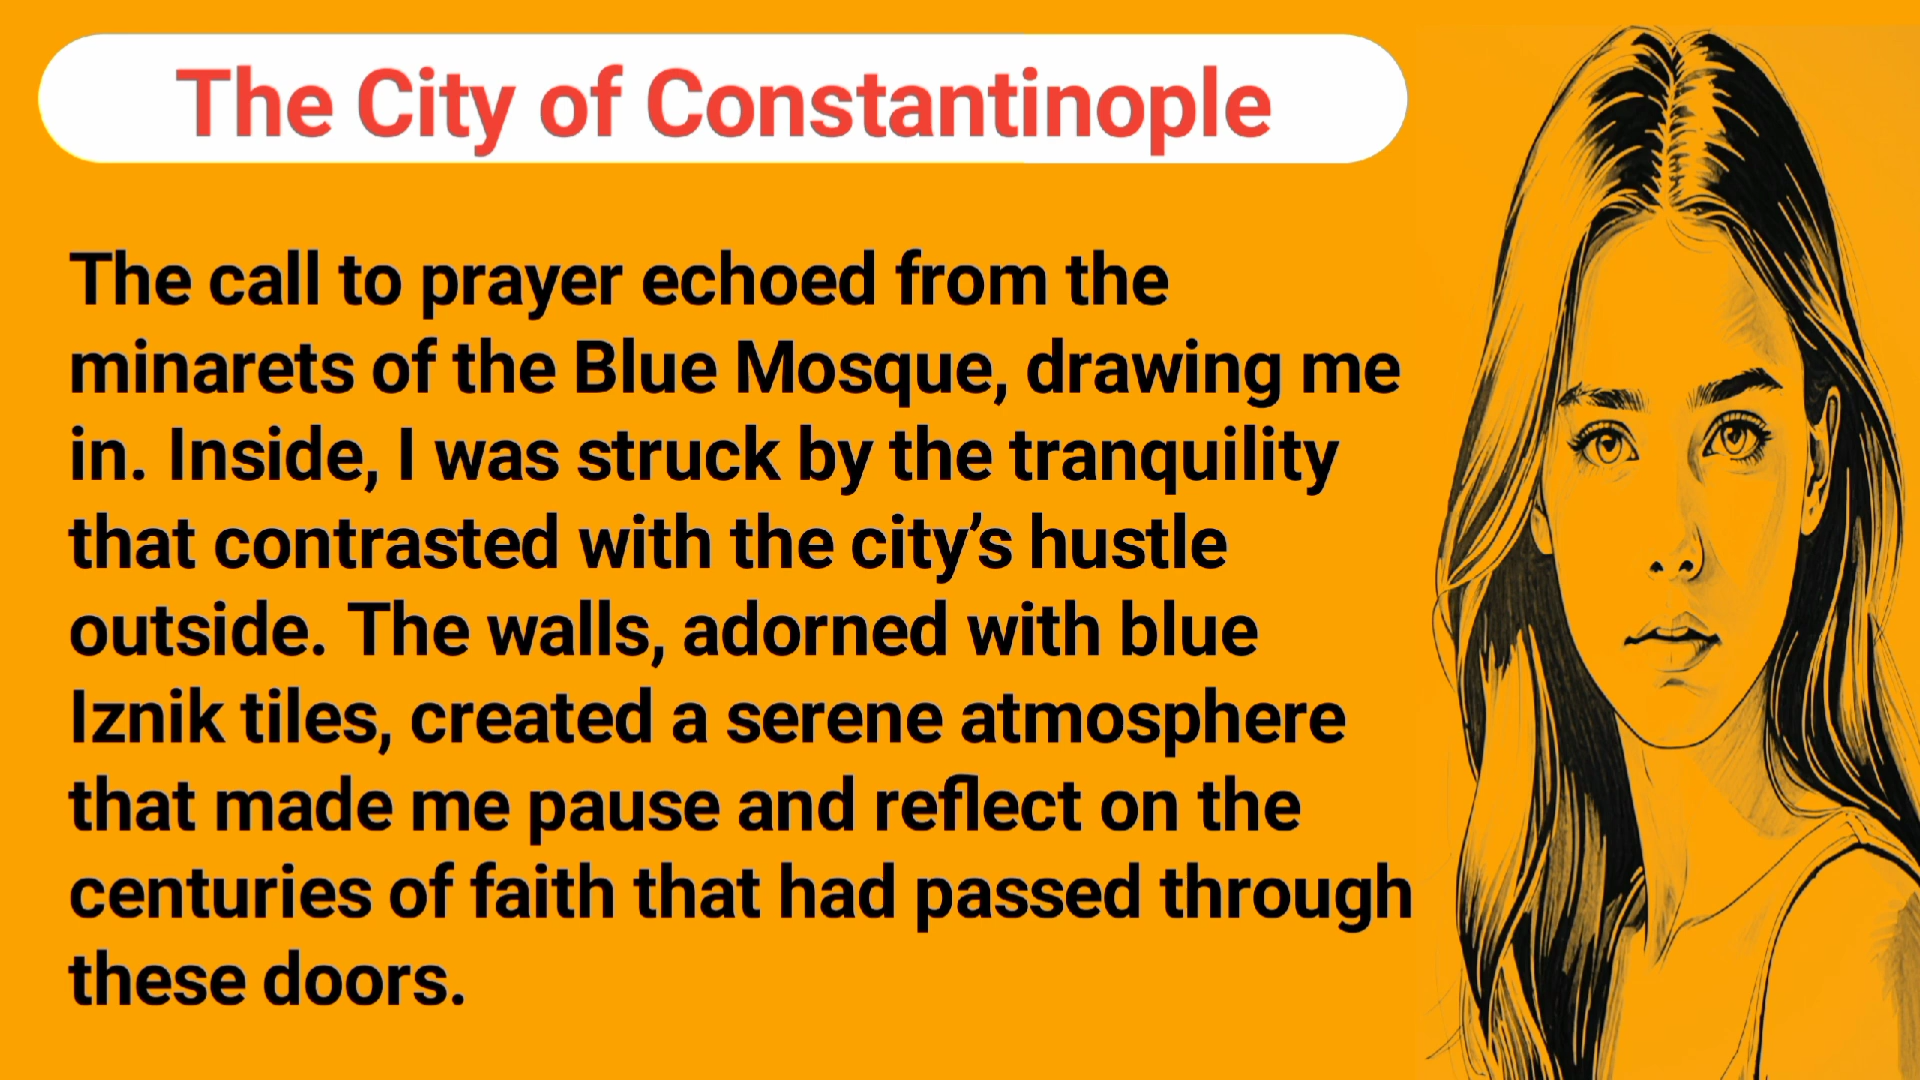 The City of Constantinople
The call to prayer echoed from the
minarets of the Blue Mosque, drawing me
in. Inside, I was struck by the tranquility
that contrasted with the city’s hustle
outside. The walls, adorned with blue
Iznik tiles, created a serene atmosphere
that made me pause and reflect on the
centuries of faith that had passed through
these doors.